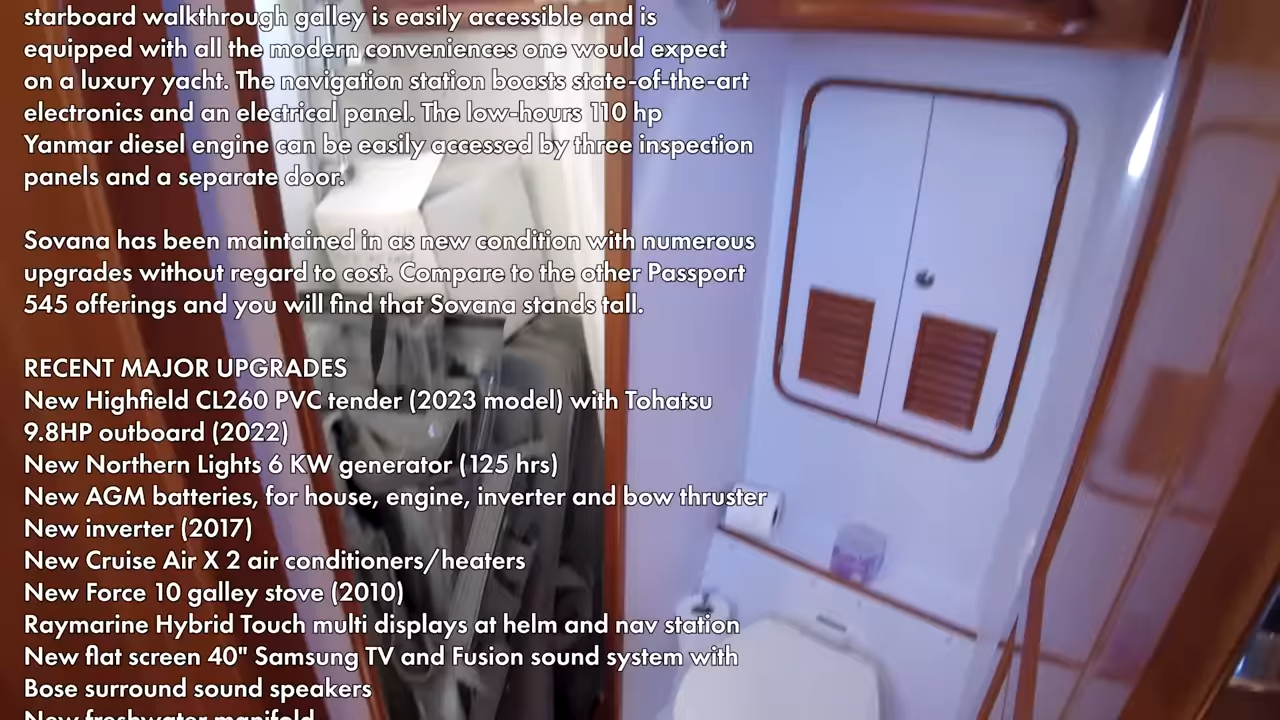 starboard walkthrough galley is easily accessible and is
equipped with all the modern conveniences one would expect
on a luxury yacht. The navigation station boasts state-of-the-art
electronics and an electrical panel. The low-hours 110 hp
Yanmar diesel engine can be easily accessed by three inspection
panels and a separate door.
Sovana has been maintained in as new condition with numerous
upgrades without regard to cost. Compare to the other Passport
545 offerings and you will find that Sovana stands tall.
RECENT MAJOR UPGRADES
New Highfield CL260 PVC tender (2023 model) with Tohatsu
9.8HP outboard (2022)
New Northern Lights 6 KW generator (125 hrs)
New AGM batteries, for house, engine, inverter and bow thruster
New inverter (2017)
New Cruise Air X 2 air conditioners/heaters
New Force 10 galley stove (2010)
Raymarine Hybrid Touch multi displays at helm and nav station
New flat screen 40" Samsung TV and Fusion sound system with
Bose surround sound speakers
New freshwater manifold